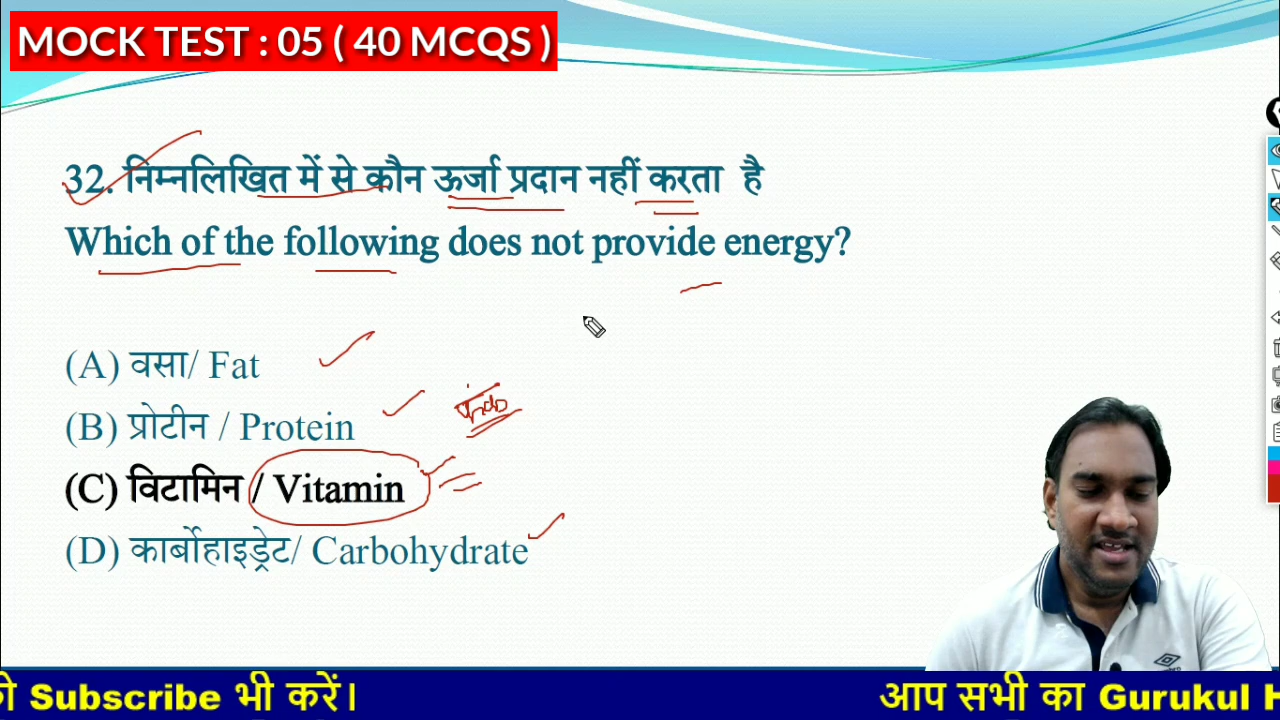 MOCK TEST : 05 ( 40 MCQS )
32. निम्नलिखित में से कौन ऊर्जा प्रदान नहीं करता है
Which of the following does not provide energy?
(A) वसा/ Fat
(B) प्रोटीन / Protein
(C) विटामिन / Vitamin
(D) कार्बोहाइड्रेट/ Carbohydrate
Subscribe भी करें। आप सभी का Gurukul